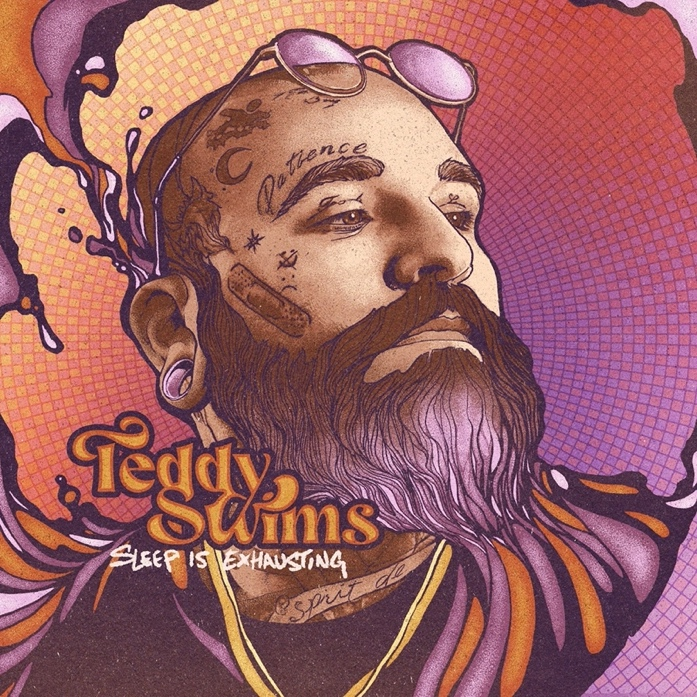 Patience
Teddy
Swims
SLEEP IS EXHAUSTING
esprit de